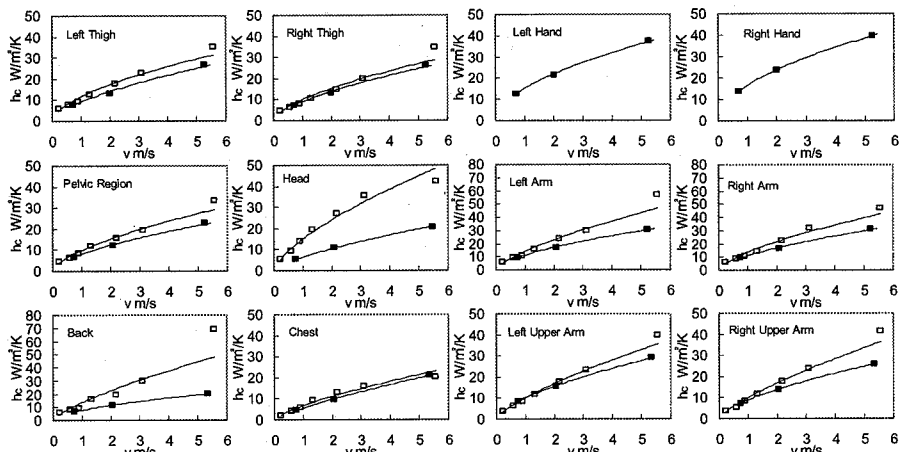 Left Thigh
Right Thigh
Left Hand
Right Hand
hc W/m²/K
50
40
30
20
10
0
0 1 2 3 4 5 6
v m/s
hc W/m²/K
50
40
30
20
10
0
0 1 2 3 4 5 6
v m/s
hc W/m²/K
50
40
30
20
10
0
0 1 2 3 4 5 6
v m/s
hc W/m²/K
50
40
30
20
10
0
0 1 2 3 4 5 6
v m/s
Pelvic Region
Head
Left Arm
Right Arm
hc W/m²/K
50
40
30
20
10
0
0 1 2 3 4 5 6
v m/s
hc W/m²/K
50
40
30
20
10
0
0 1 2 3 4 5 6
v m/s
hc W/m²/K
80
70
60
50
40
30
20
10
0
0 1 2 3 4 5 6
v m/s
hc W/m²/K
80
70
60
50
40
30
20
10
0
0 1 2 3 4 5 6
v m/s
Back
Chest
Left Upper Arm
Right Upper Arm
hc W/m²/K
80
70
60
50
40
30
20
10
0
0 1 2 3 4 5 6
v m/s
hc W/m²/K
50
40
30
20
10
0
0 1 2 3 4 5 6
v m/s
hc W/m²/K
50
40
30
20
10
0
0 1 2 3 4 5 6
v m/s
hc W/m²/K
50
40
30
20
10
0
0 1 2 3 4 5 6
v m/s